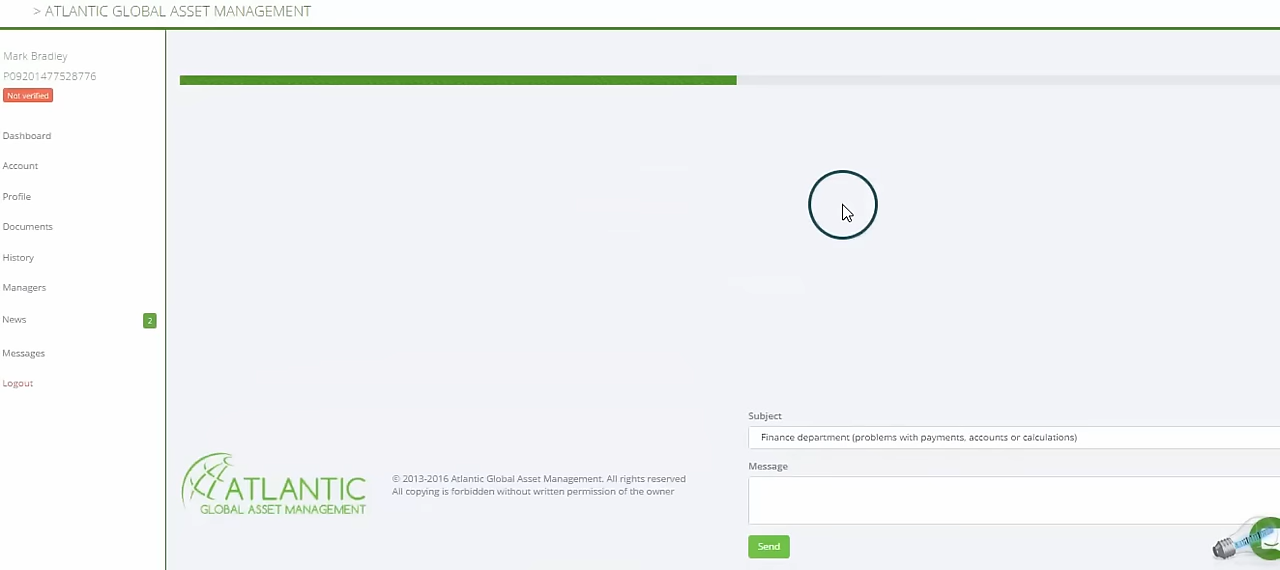 > ATLANTIC GLOBAL ASSET MANAGEMENT
Mark Bradley
P09201477528776
Not verified
Dashboard
Account
Profile
Documents
History
Managers
News 2
Messages
Logout
Subject
Finance department (problems with payments, accounts or calculations)
Message
Send
ATLANTIC
GLOBAL ASSET MANAGEMENT
© 2013-2016 Atlantic Global Asset Management. All rights reserved
All copying is forbidden without written permission of the owner